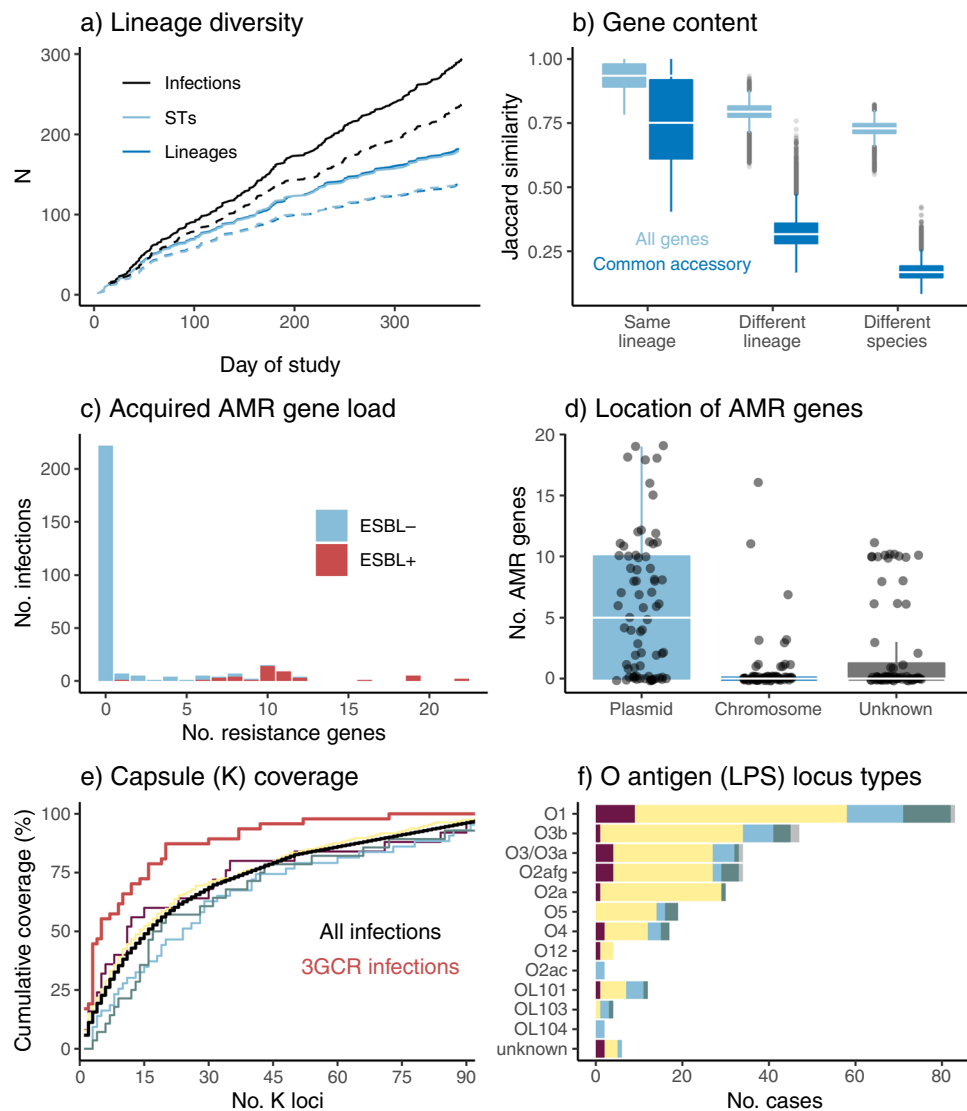 a) Lineage diversity
300
200
100
0
N
Infections
STs
Lineages
0 100 200 300
Day of study
b) Gene content
1.00
0.75
0.50
0.25
Jaccard similarity
All genes
Common accessory
Same lineage
Different lineage
Different species
c) Acquired AMR gene load
200
150
100
50
0
No. infections
ESBL–
ESBL+
0 5 10 15 20
No. resistance genes
d) Location of AMR genes
20
15
10
5
0
No. AMR genes
Plasmid Chromosome Unknown
e) Capsule (K) coverage
100
75
50
25
0
Cumulative coverage (%)
All infections
3GCR infections
0 15 30 45 60 75 90
No. K loci
f) O antigen (LPS) locus types
O1
O3b
O3/O3a
O2afg
O2a
O5
O4
O12
O2ac
OL101
OL103
OL104
unknown
0 20 40 60 80
No. cases